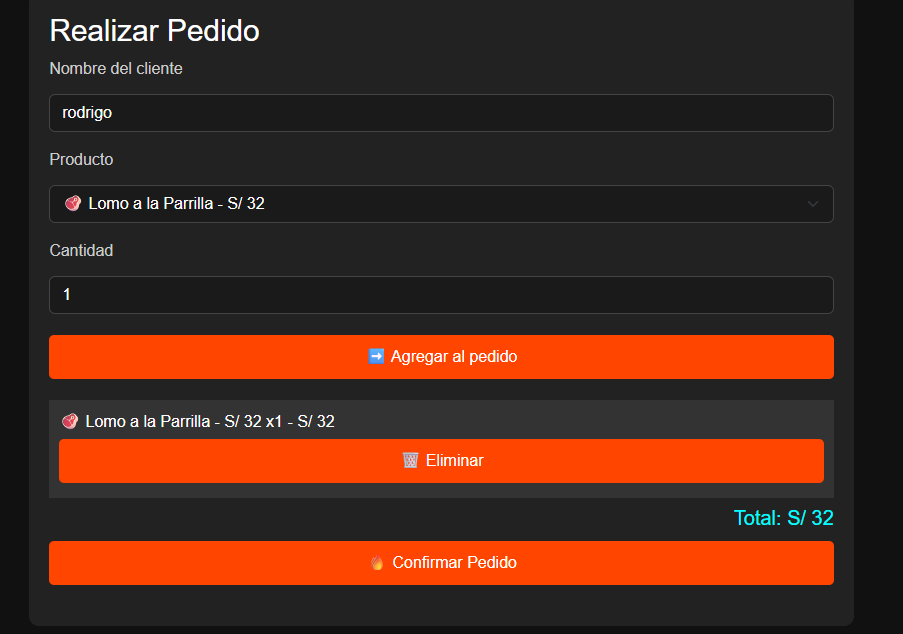 Realizar Pedido
Nombre del cliente
rodrigo
Producto
🥩 Lomo a la Parrilla - S/ 32
Cantidad
1
➡️ Agregar al pedido
🥩 Lomo a la Parrilla - S/ 32 x1 - S/ 32
🗑️ Eliminar
Total: S/ 32
🔥 Confirmar Pedido